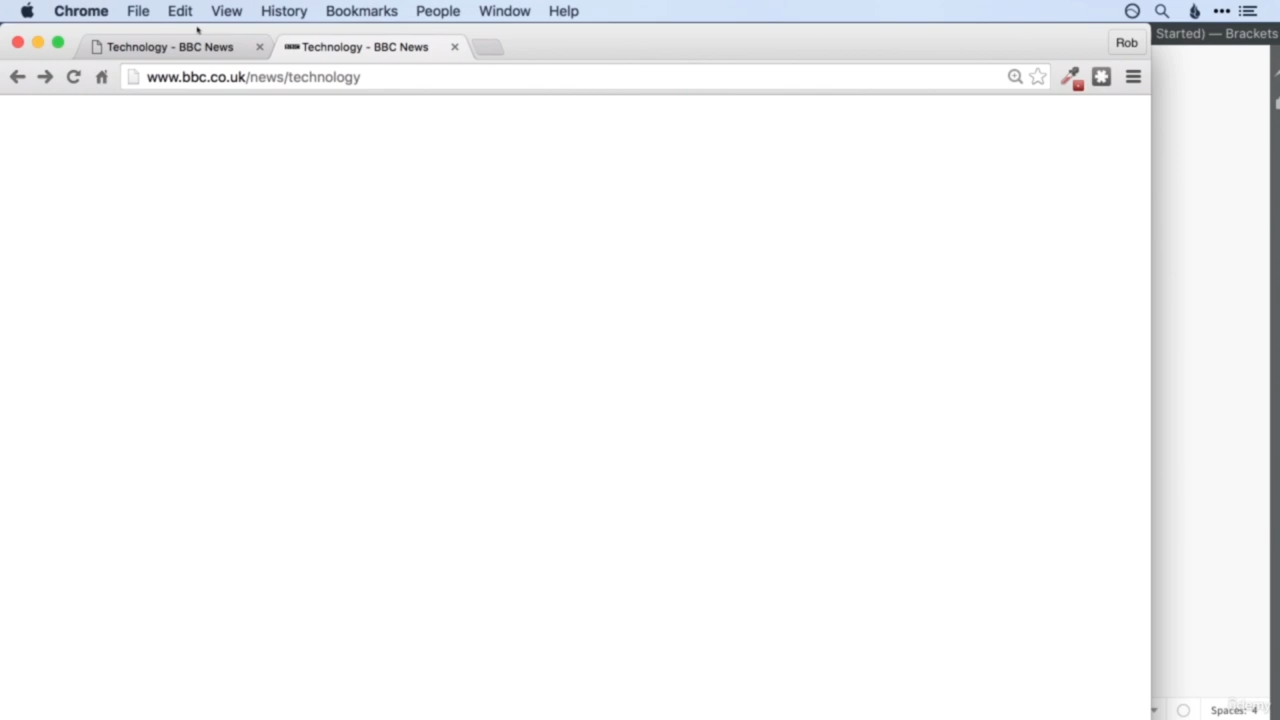 Chrome File Edit View History Bookmarks People Window Help
Technology - BBC News Technology - BBC News Rob Started) — Brackets
www.bbc.co.uk/news/technology
Spaces: 4
udemy